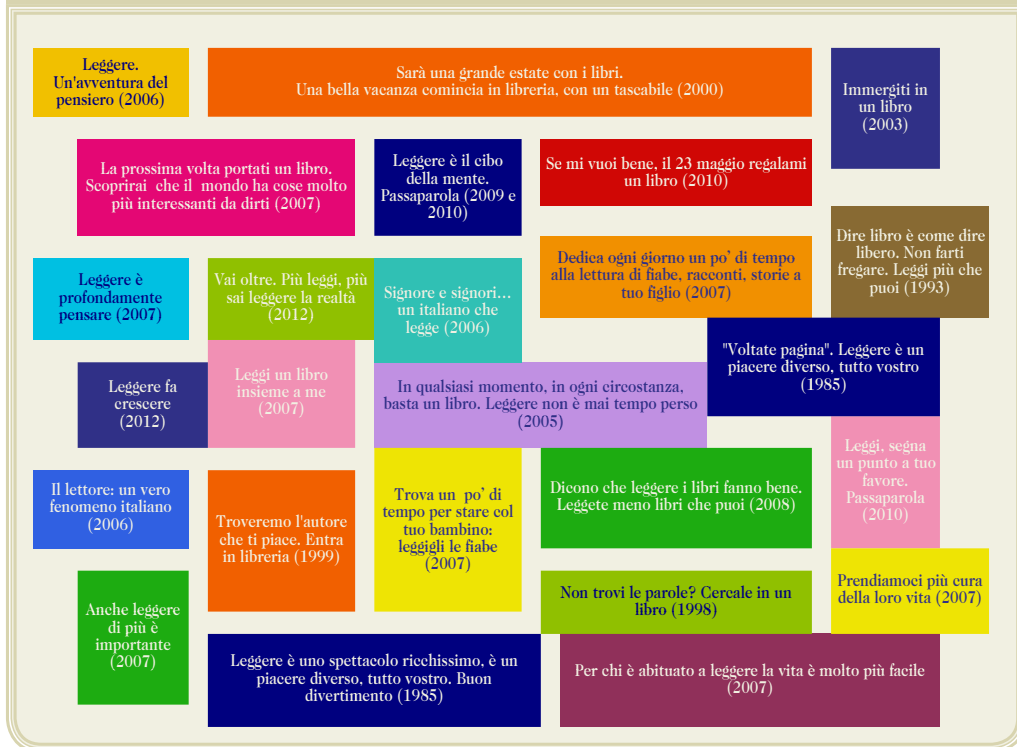 Leggere.
Un'avventura del
pensiero (2006)
Sarà una grande estate con i libri.
Una bella vacanza comincia in libreria, con un tascabile (2000)
Immergiti in
un libro
(2003)
La prossima volta portati un libro.
Scoprirai che il mondo ha cose molto
più interessanti da dirti
(2007)
Leggere è il cibo
della mente.
Passaparola (2009 e
2010)
Se mi vuoi bene, il 23 maggio regalami
un libro (2010)
Dire libro è come dire
libero. Non farti
fregare. Leggi più che
puoi (1993)
Leggere è
profondamente
pensare (2007)
Vai oltre. Più leggi, più
sai leggere la realtà
(2012)
Signore e signori…
un italiano che
legge (2006)
Dedica ogni giorno un po' di tempo
alla lettura di fiabe, racconti, storie a
tuo figlio (2007)
"Voltate pagina". Leggere è un
piacere diverso, tutto vostro
(1985)
Leggere fa
crescere
(2012)
Leggi un libro
insieme a me
(2007)
In qualsiasi momento, in ogni circostanza,
basta un libro. Leggere non è mai tempo perso
(2005)
Leggi, segna
un punto a tuo
favore.
Passaparola
(2010)
Il lettore: un vero
fenomeno italiano
(2006)
Troveremo l'autore
che ti piace. Entra
in libreria (1999)
Trova un po' di
tempo per stare col
tuo bambino:
leggigli le fiabe
(2007)
Dicono che leggere i libri fanno bene.
Leggete meno libri che puoi (2008)
Anche leggere
di più è
importante
(2007)
Non trovi le parole? Cercale in un
libro (1998)
Prendiamoci più cura
della loro vita (2007)
Leggere è uno spettacolo ricchissimo, è un
piacere diverso, tutto vostro. Buon
divertimento (1985)
Per chi è abituato a leggere la vita è molto più facile
(2007)